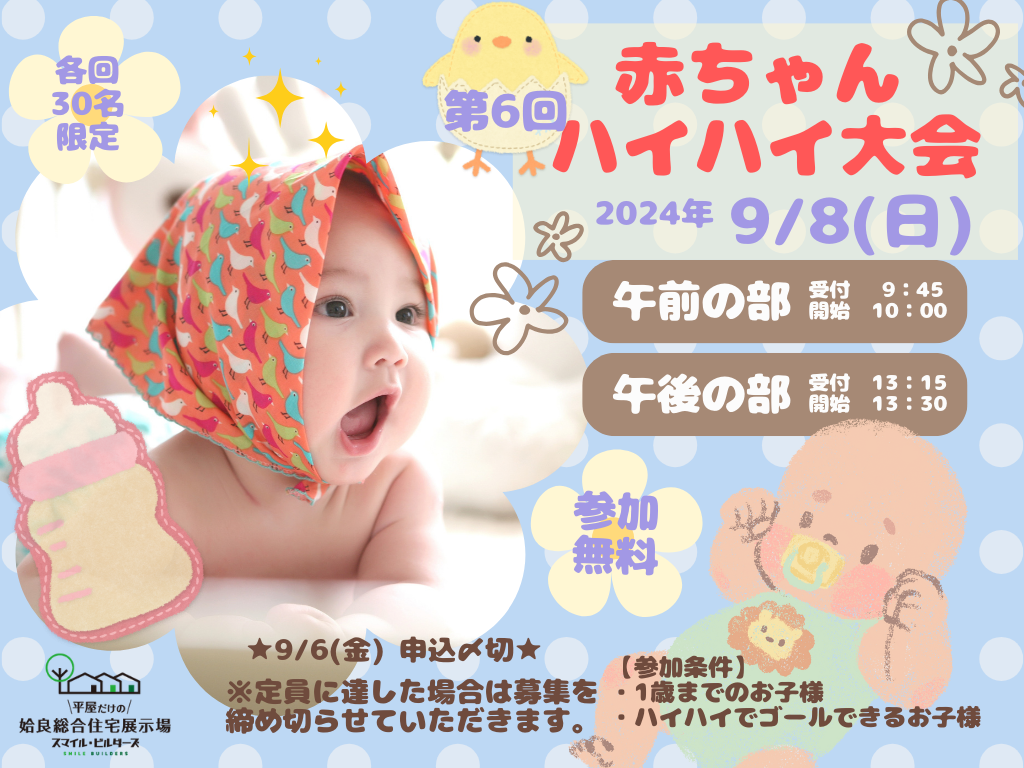 各回
30名
限定
第6回
赤ちゃん
ハイハイ大会
2024年 9/8(日)
午前の部 受付 9：45
開始 10：00
午後の部 受付 13：15
開始 13：30
参加
無料
★9/6(金) 申込〆切★
※定員に達した場合は募集を
締め切らせていただきます。
【参加条件】
・1歳までのお子様
・ハイハイでゴールできるお子様
\平屋だけの/
姶良総合住宅展示場
スマイル・ビルダーズ
SMILE BUILDERS